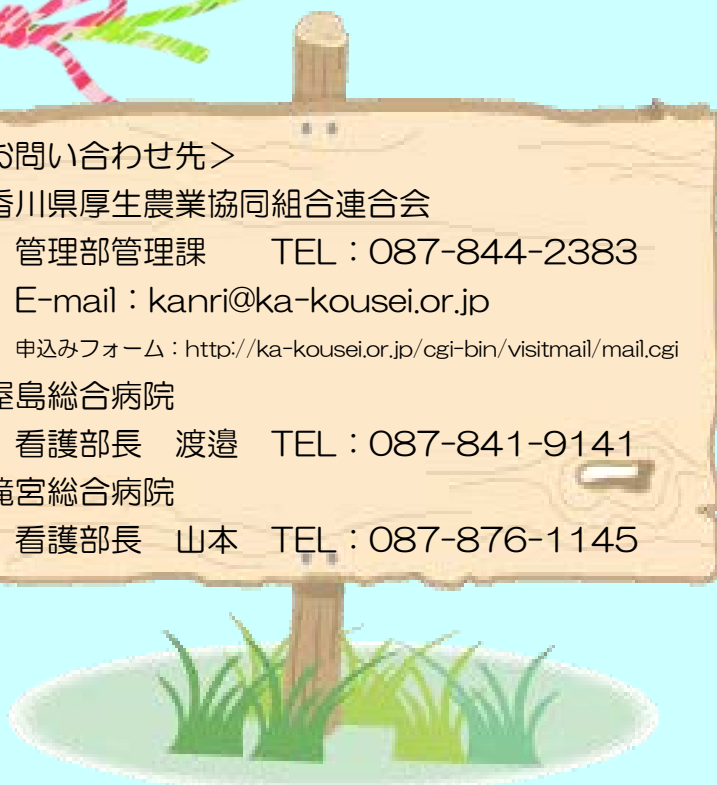 お問い合わせ先＞
香川県厚生農業協同組合連合会
管理部管理課　　TEL：087-844-2383
E-mail：kanri@ka-kousei.or.jp
申込みフォーム：http://ka-kousei.or.jp/cgi-bin/visitmail/mail.cgi
屋島総合病院
看護部長　渡邉　TEL：087-841-9141
滝宮総合病院
看護部長　山本　TEL：087-876-1145